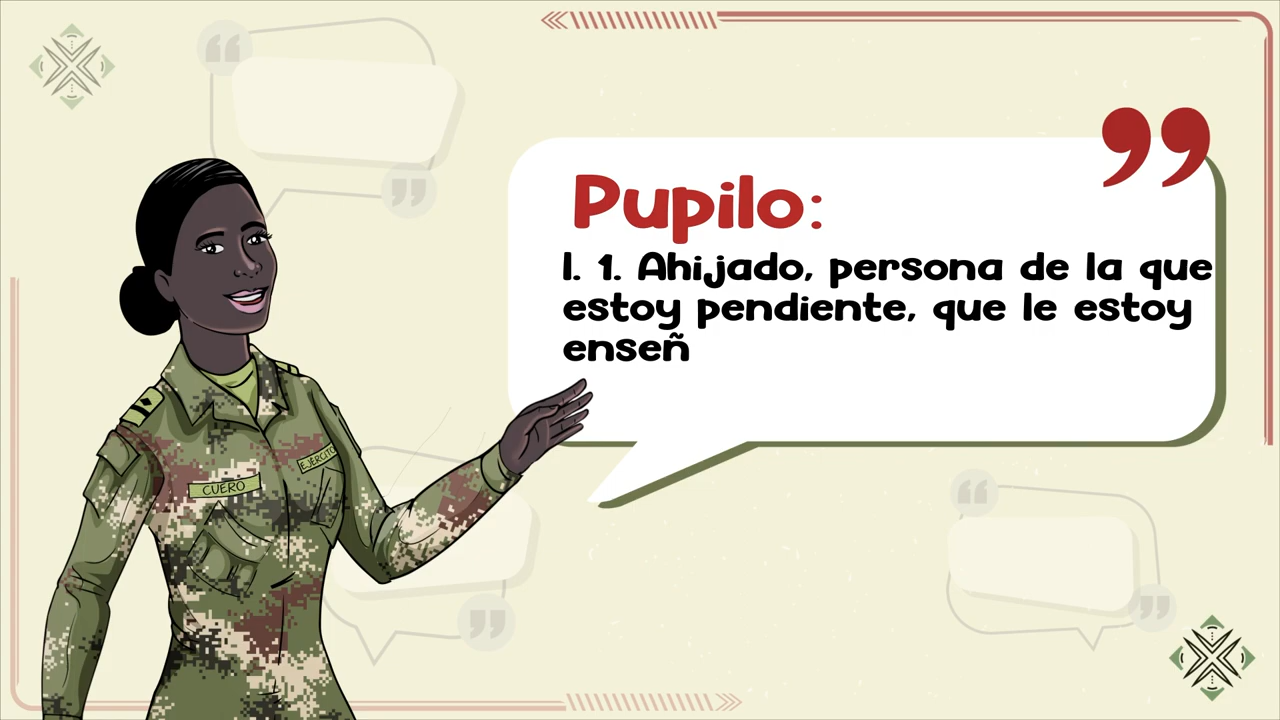 Pupilo:
l. 1. Ahijado, persona de la que
estoy pendiente, que le estoy
enseñ
CUERO
EJÉRCITO